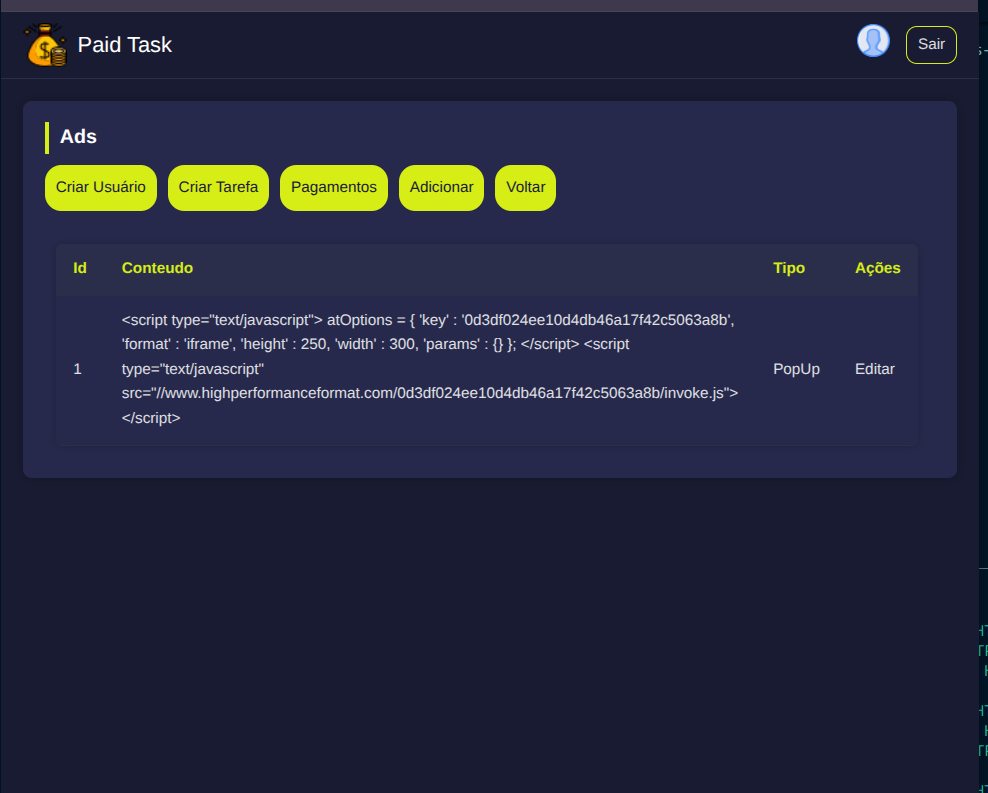 Paid Task
Sair
Ads
Criar Usuário Criar Tarefa Pagamentos Adicionar Voltar
Id Conteudo Tipo Ações
<script type="text/javascript"> atOptions = { 'key' : '0d3df024ee10d4db46a17f42c5063a8b',
'format' : 'iframe', 'height' : 250, 'width' : 300, 'params' : {} }; </script> <script
type="text/javascript"
src="//www.highperformanceformat.com/0d3df024ee10d4db46a17f42c5063a8b/invoke.js">
</script>
1 PopUp Editar